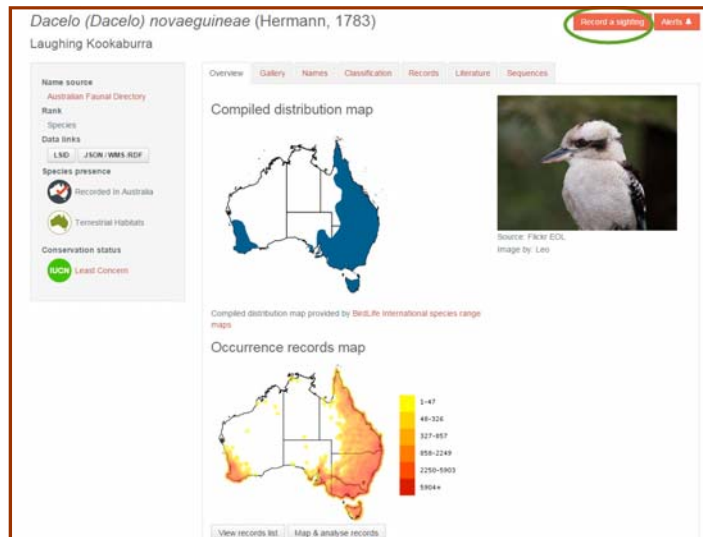 Dacelo (Dacelo) novaeguineae (Hermann, 1783)
Record a sighting
Alerts
Laughing Kookaburra
Name source
Australian Faunal Directory
Rank
Species
Data links
LSID
JSON / WMS /RDF
Species presence
Recorded In Australia
Terrestrial Habitats
Conservation status
IUCN
Least Concern
Overview
Gallery
Names
Classification
Records
Literature
Sequences
Compiled distribution map
Source: Flickr EOL
Image by: Leo
Compiled distribution map provided by BirdLife International species range
maps
Occurrence records map
1-47
48-326
327-857
858-2249
2250-5903
5904+
View records list
Map & analyse records